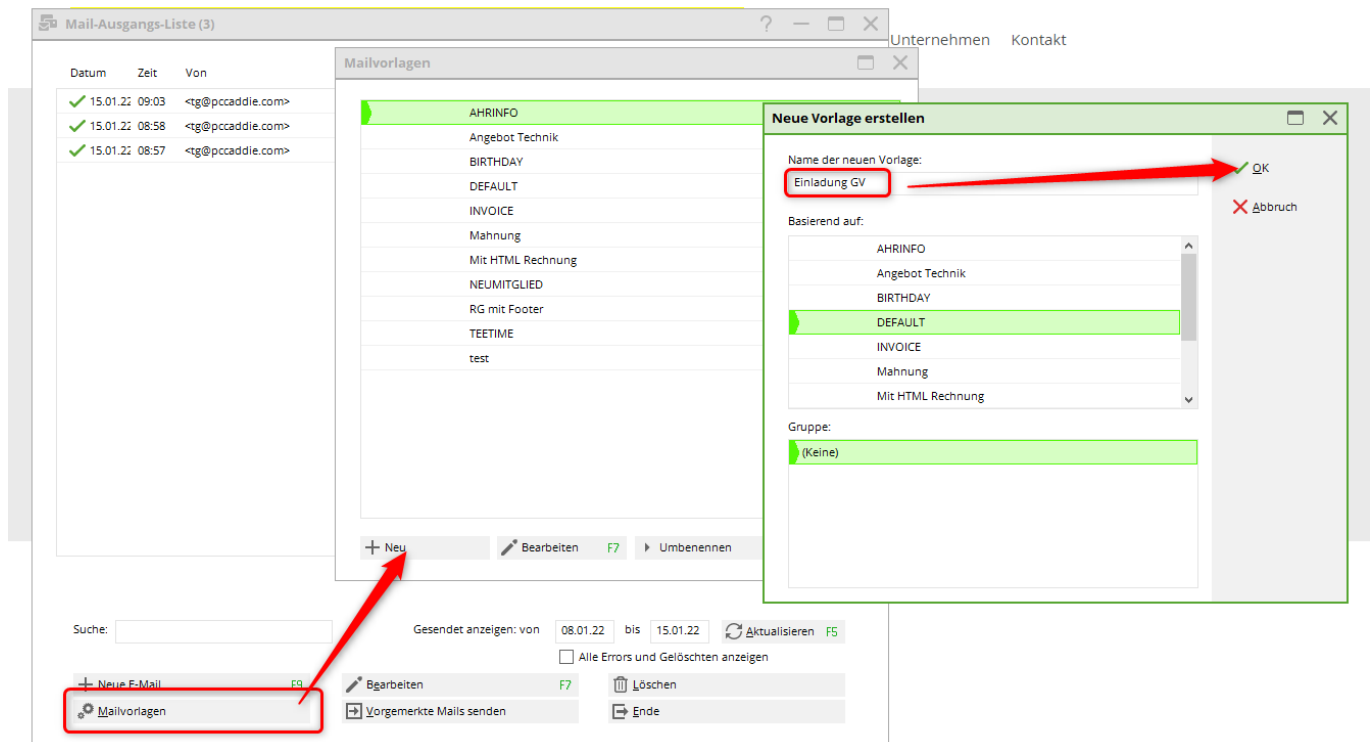 Mail-Ausgangs-Liste (3)
Unternehmen Kontakt
Datum Zeit Von
15.01.22 09:03 <tg@pccaddie.com>
15.01.22 08:58 <tg@pccaddie.com>
15.01.22 08:57 <tg@pccaddie.com>
Mailvorlagen
AHRINFO
Angebot Technik
BIRTHDAY
DEFAULT
INVOICE
Mahnung
Mit HTML Rechnung
NEUMITGLIED
RG mit Footer
TEETIME
test
Neu
Bearbeiten F7
Umbenennen
Neue Vorlage erstellen
Name der neuen Vorlage:
Einladung GV
OK
Abbruch
Basierend auf:
AHRINFO
Angebot Technik
BIRTHDAY
DEFAULT
INVOICE
Mahnung
Mit HTML Rechnung
Gruppe:
(Keine)
Suche:
Gesendet anzeigen: von 08.01.22 bis 15.01.22 Aktualisieren F5
Alle Errors und Gelöschten anzeigen
Neue E-Mail F9 Bearbeiten F7 Löschen
Mailvorlagen Vorgemerkte Mails senden Ende